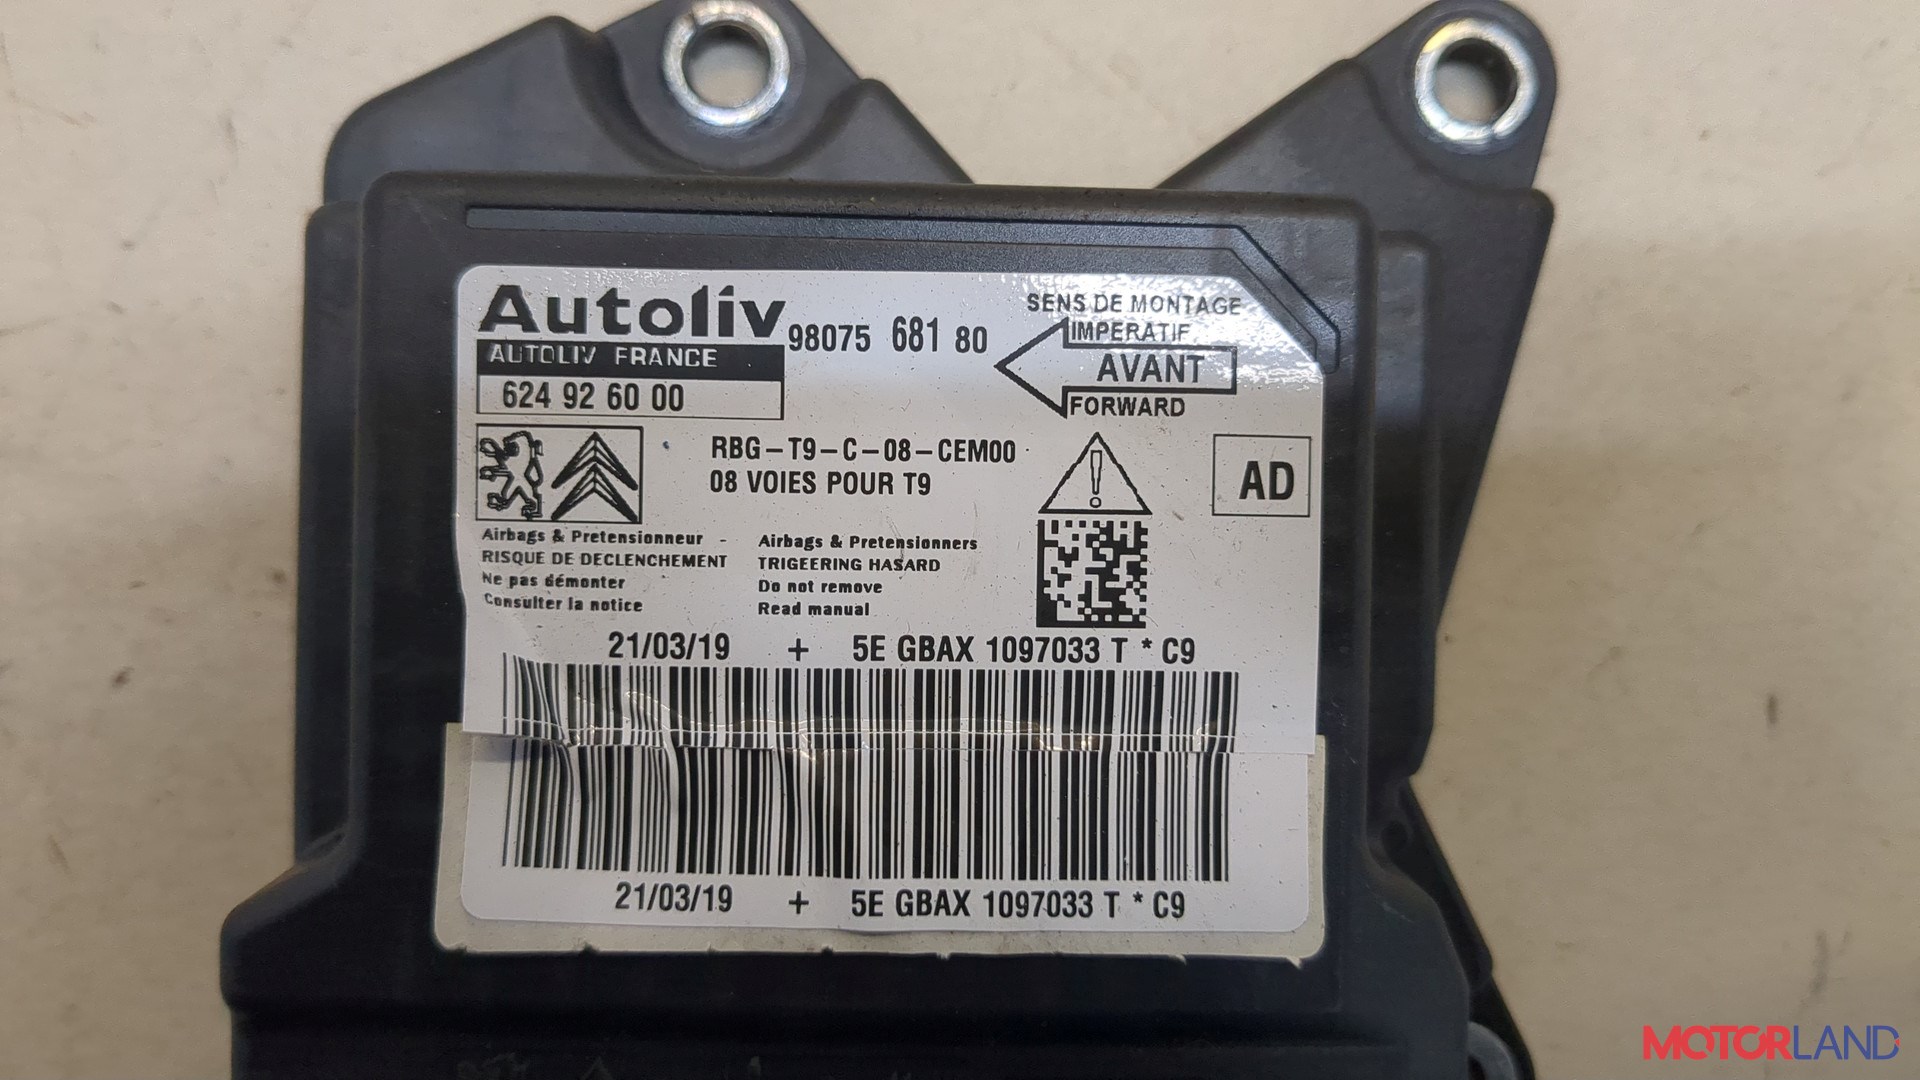 Autoliv
AUTOLIV FRANCE
624 92 60 00
98075 681 80
SENS DE MONTAGE
IMPERATIF
AVANT
FORWARD
RBG-T9-C-08-CEM00
08 VOIES POUR T9
AD
Airbags & Pretensionneur -
RISQUE DE DECLENCHEMENT
Ne pas démonter
Consulter la notice
Airbags & Pretensionners
TRIGEERING HASARD
Do not remove
Read manual
21/03/19 + 5E GBAX 1097033 T * C9
21/03/19 + 5E GBAX 1097033 T * C9
MOTORLAND